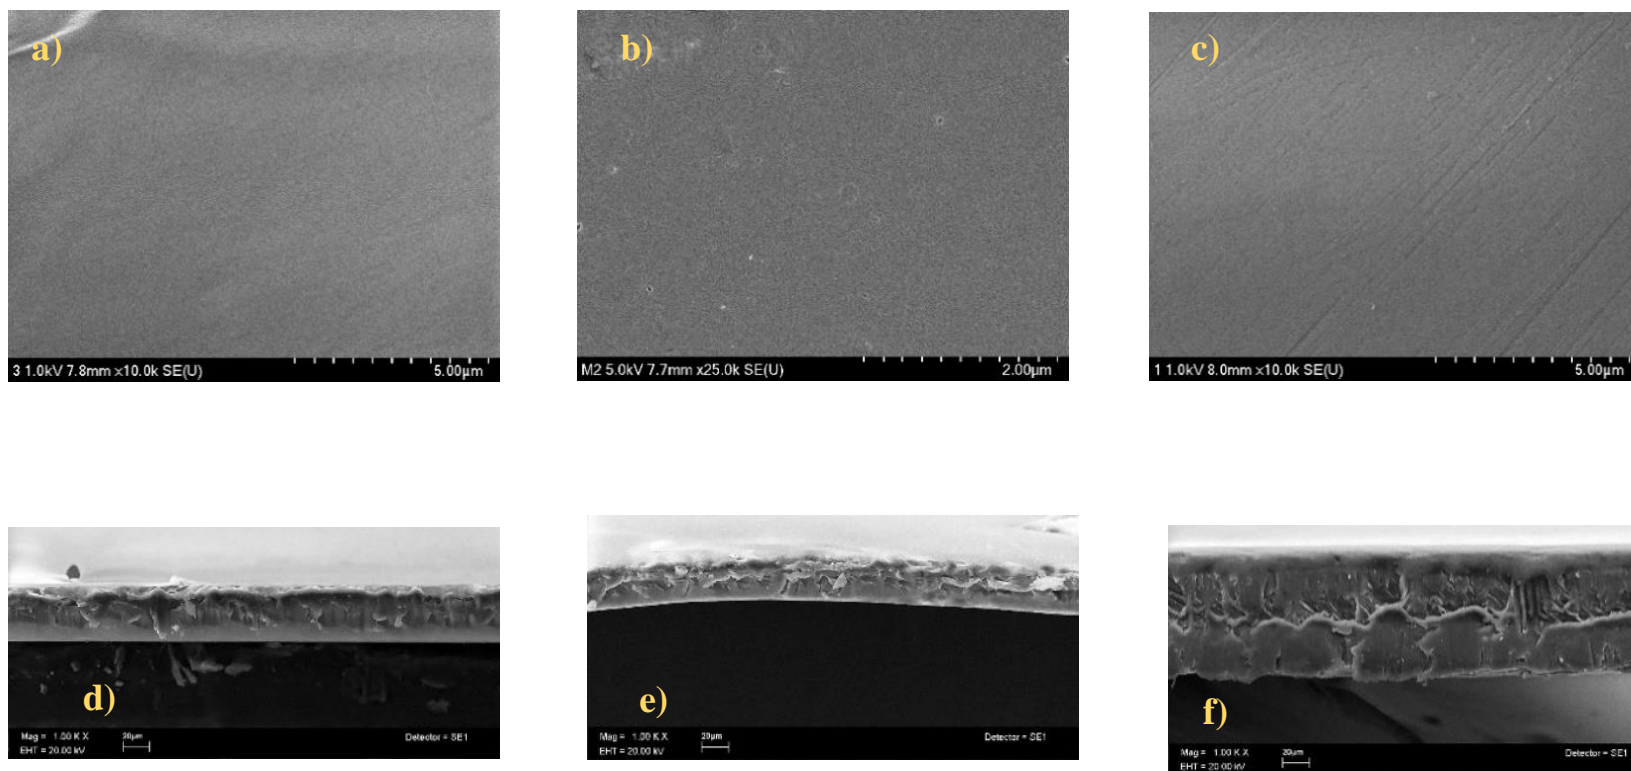 a)
b)
c)
3 1.0kV 7.8mm x10.0k SE(U) 5.00µm
M2 5.0kV 7.7mm x25.0k SE(U) 2.00µm
1 1.0kV 8.0mm x10.0k SE(U) 5.00µm
d)
e)
f)
Mag = 1.00 K X 20µm Detector = SE1
EHT = 20.00 kV
Mag = 1.00 K X 20µm Detector = SE1
EHT = 20.00 kV
Mag = 1.00 K X 20µm Detector = SE1
EHT = 20.00 kV